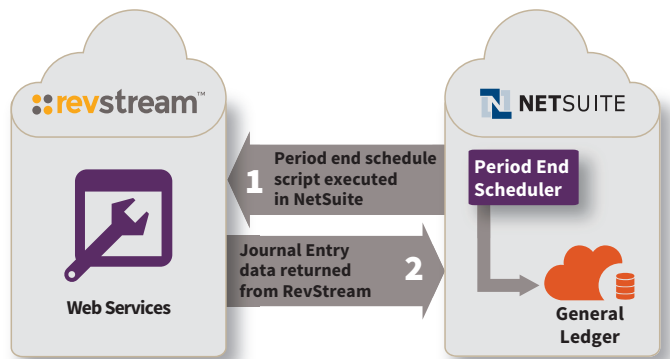 revstream™
NETSUITE
1
Period end schedule
script executed
in NetSuite
Period End
Scheduler
Journal Entry
data returned
from RevStream
2
Web Services
General
Ledger